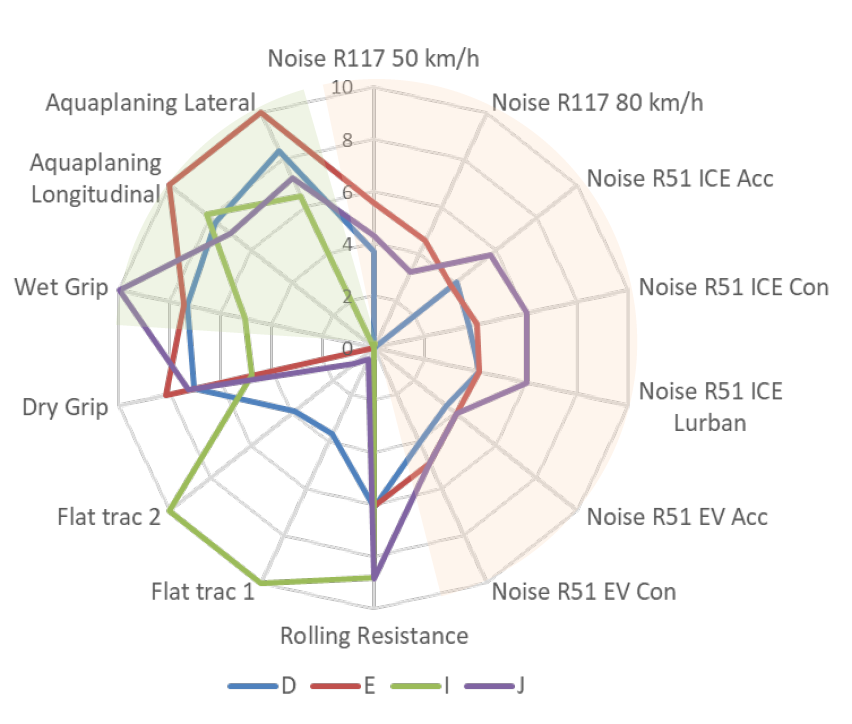 Noise R117 50 km/h
10
Aquaplaning Lateral
Noise R117 80 km/h
8
Aquaplaning
Longitudinal
Noise R51 ICE Acc
6
4
Wet Grip
Noise R51 ICE Con
2
0
Dry Grip
Noise R51 ICE
Lurban
Flat trac 2
Noise R51 EV Acc
Flat trac 1
Noise R51 EV Con
Rolling Resistance
D E I J